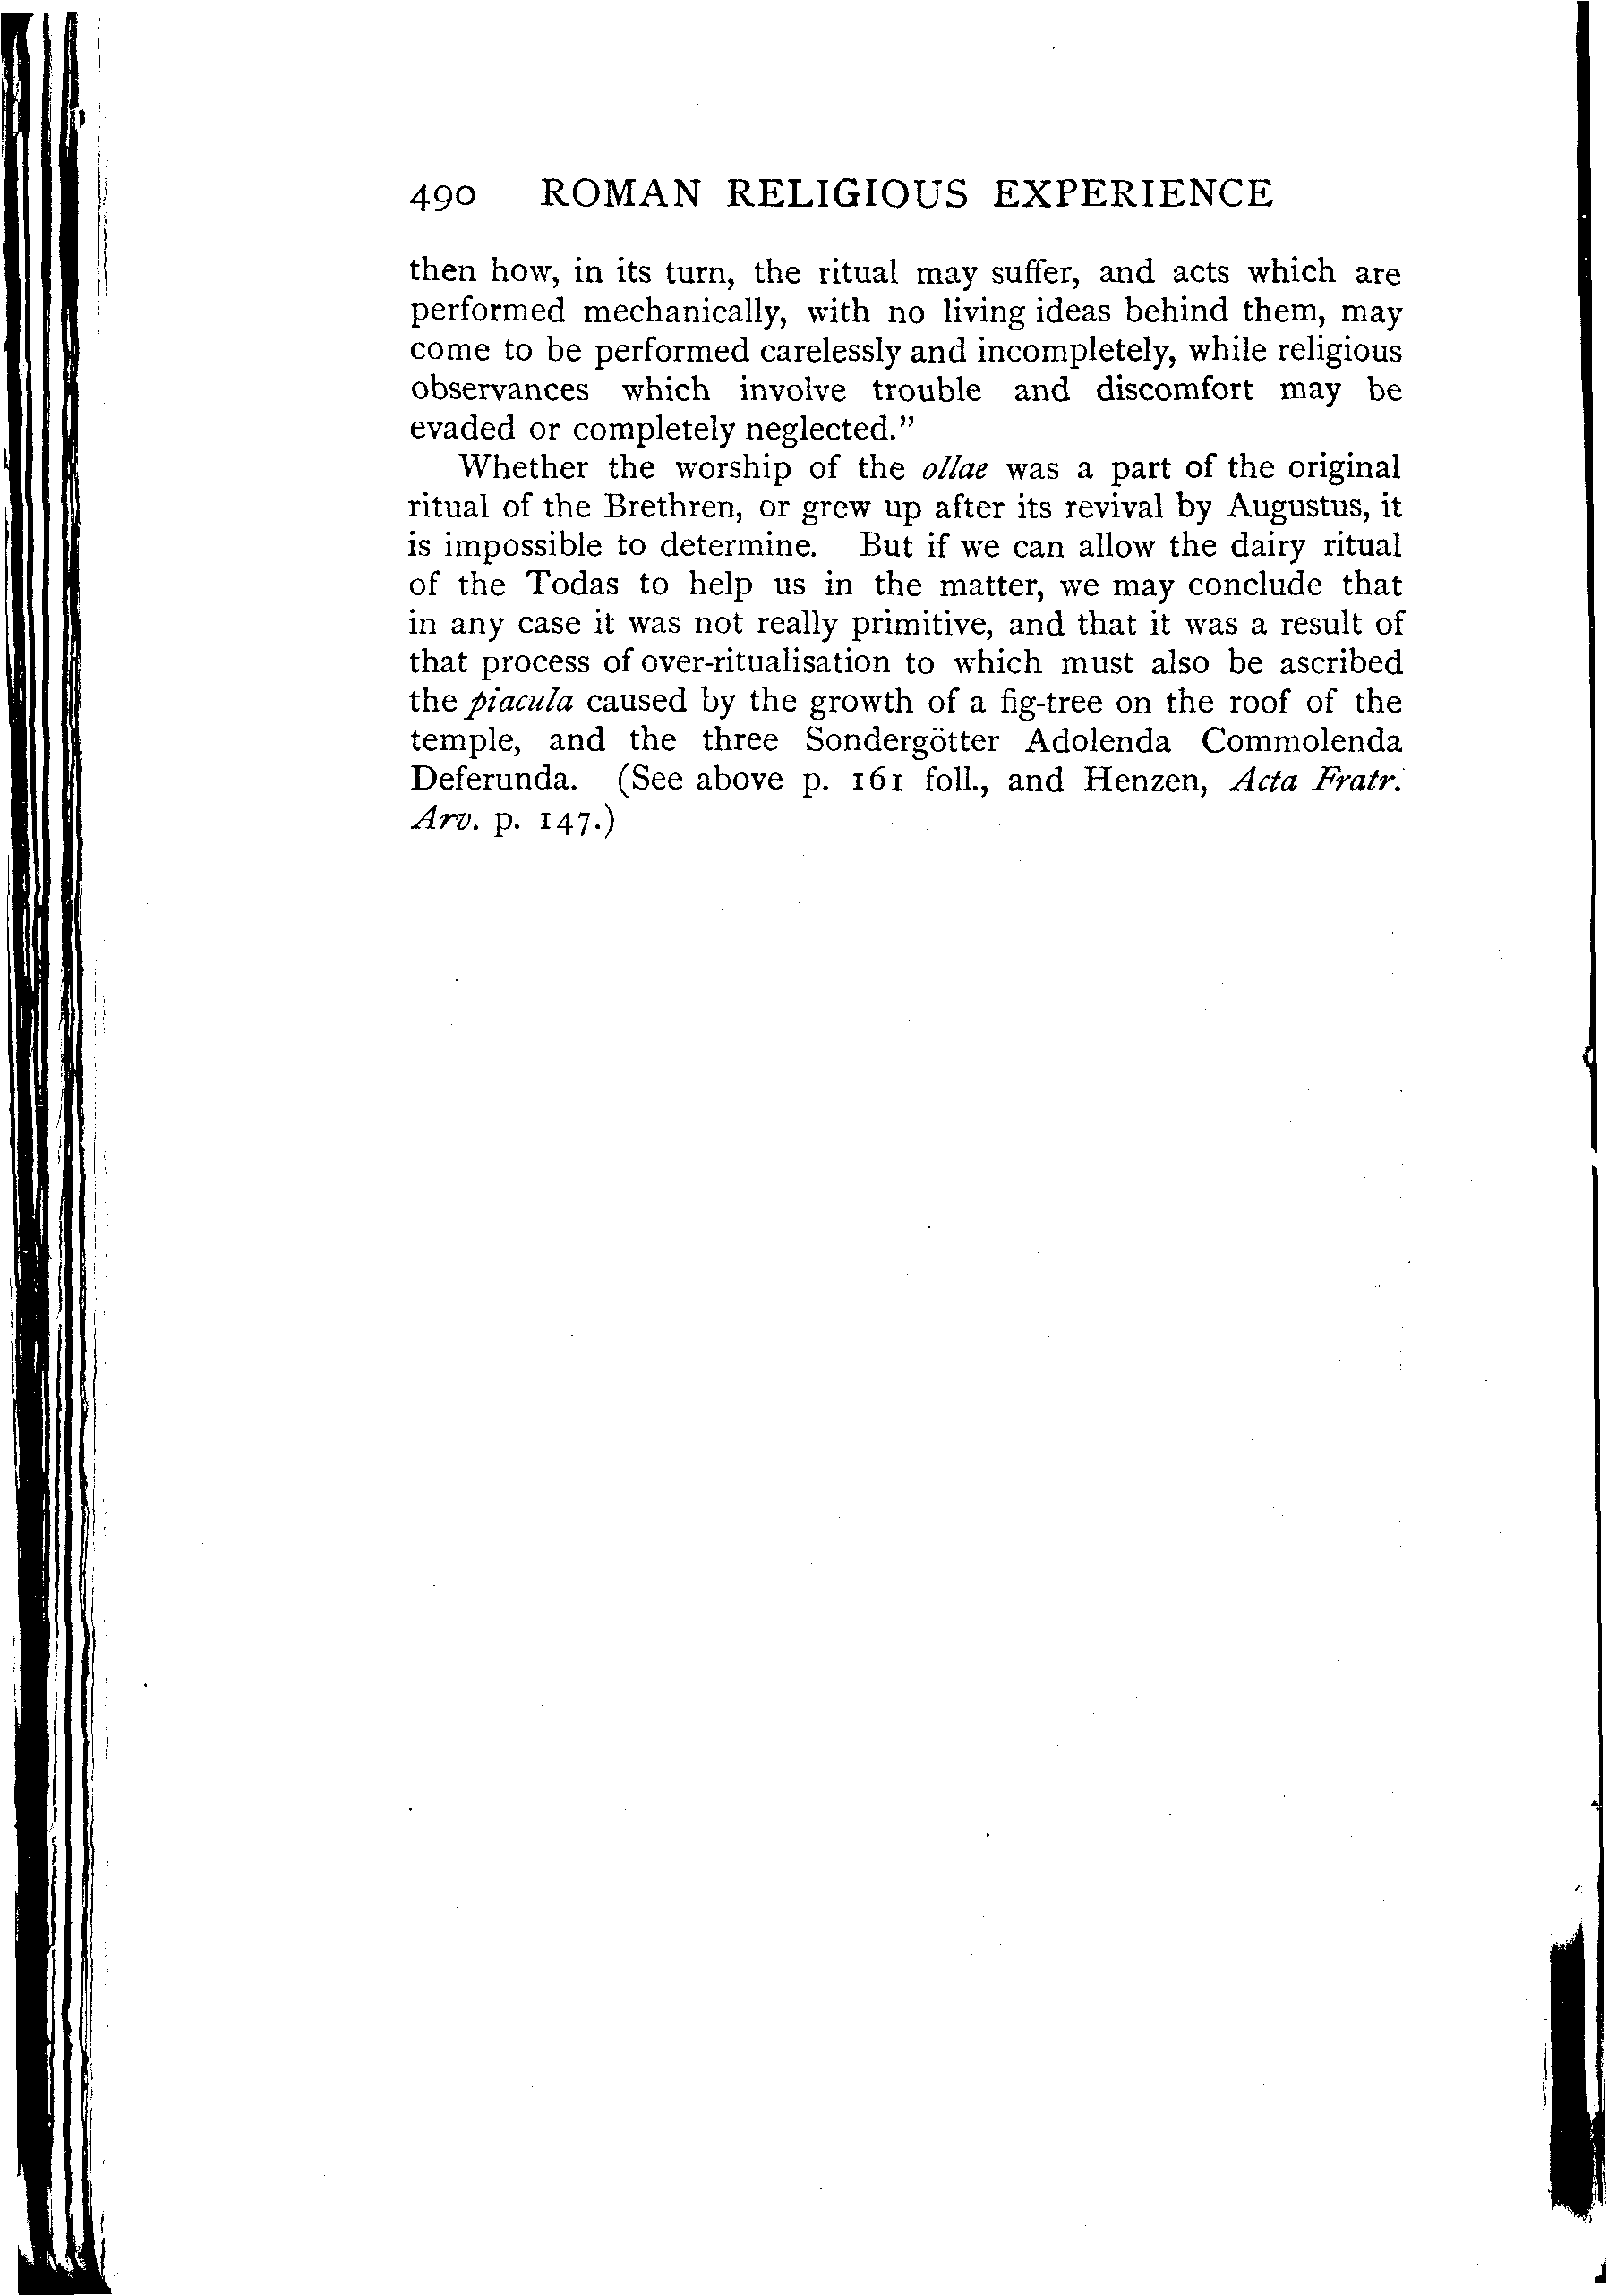 490 ROMAN RELIGIOUS EXPERIENCE
then how, in its turn, the ritual may suffer, and acts which are
performed mechanically, with no living ideas behind them, may
come to be performed carelessly and incompletely, while religious
observances which involve trouble and discomfort may be
evaded or completely neglected.”
Whether the worship of the ollae was a part of the original
ritual of the Brethren, or grew up after its revival by Augustus, it
is impossible to determine. But if we can allow the dairy ritual
of the Todas to help us in the matter, we may conclude that
in any case it was not really primitive, and that it was a result of
that process of over-ritualisation to which must also be ascribed
the piacula caused by the growth of a fig-tree on the roof of the
temple, and the three Sondergötter Adolenda Commolenda
Deferunda. (See above p. 161 foll., and Henzen, Acta Fratr.
Arv. p. 147.)